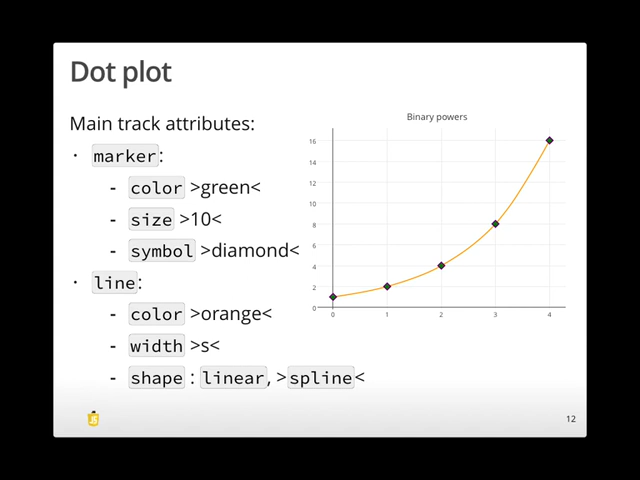 Dot plot
Main track attributes:
· marker:
- color >green<
- size >10<
- symbol >diamond<
· line:
- color >orange<
- width >s<
- shape : linear, >spline<
Binary powers
16
14
12
10
8
6
4
2
0
0 1 2 3 4
JS
12